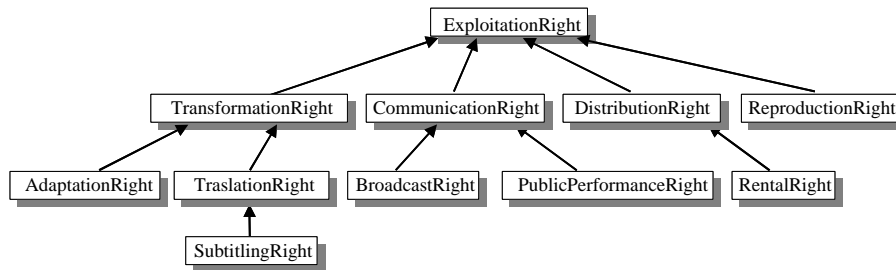 ExploitationRight
TransformationRight
CommunicationRight
DistributionRight
ReproductionRight
AdaptationRight
TraslationRight
BroadcastRight
PublicPerformanceRight
RentalRight
SubtitlingRight